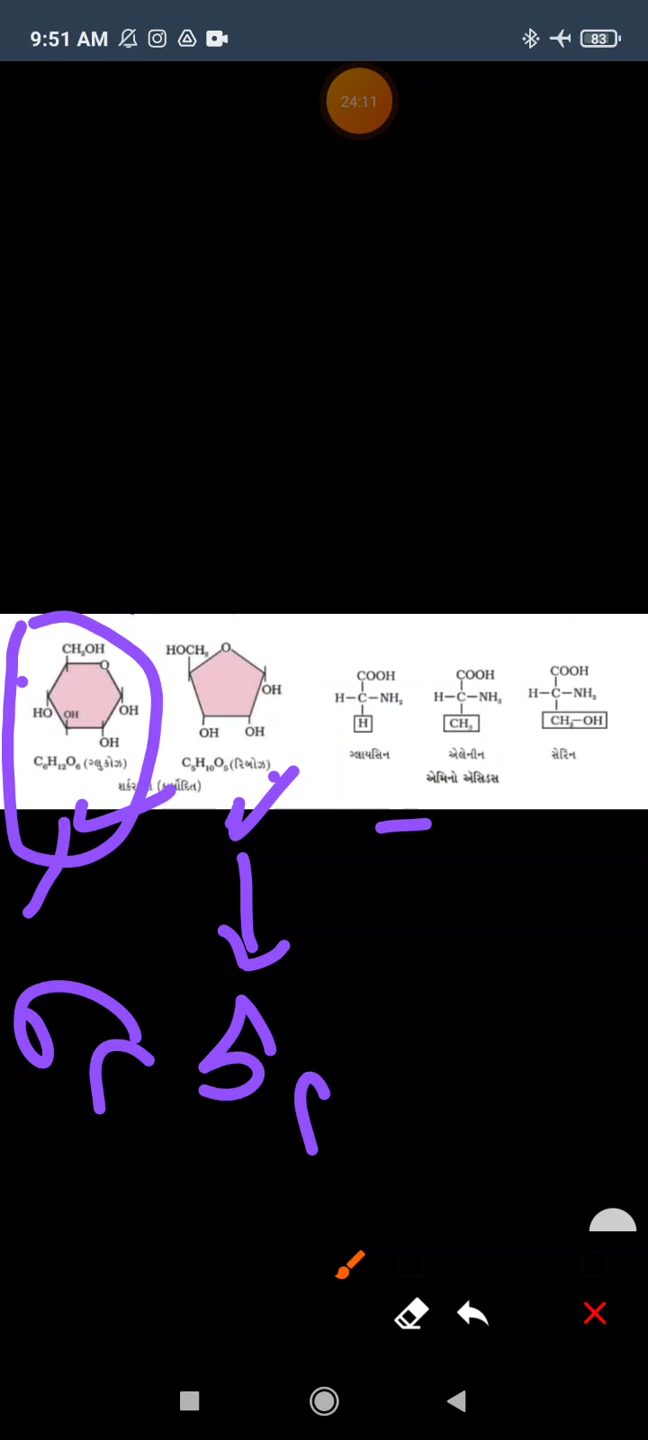 9:51 AM
83
24:11
CH₂OH
O
HO OH OH
OH
C₆H₁₂O₆ (ગ્લુકોઝ)
HOCH₂ O
OH
OH OH
C₅H₁₀O₅ (રિબોઝ)
COOH
H–C–NH₂
H
ગ્લાયસિન
COOH
H–C–NH₂
CH₃
એલેનીન
COOH
H–C–NH₂
CH₂–OH
સેરિન
એમિનો એસિડસ